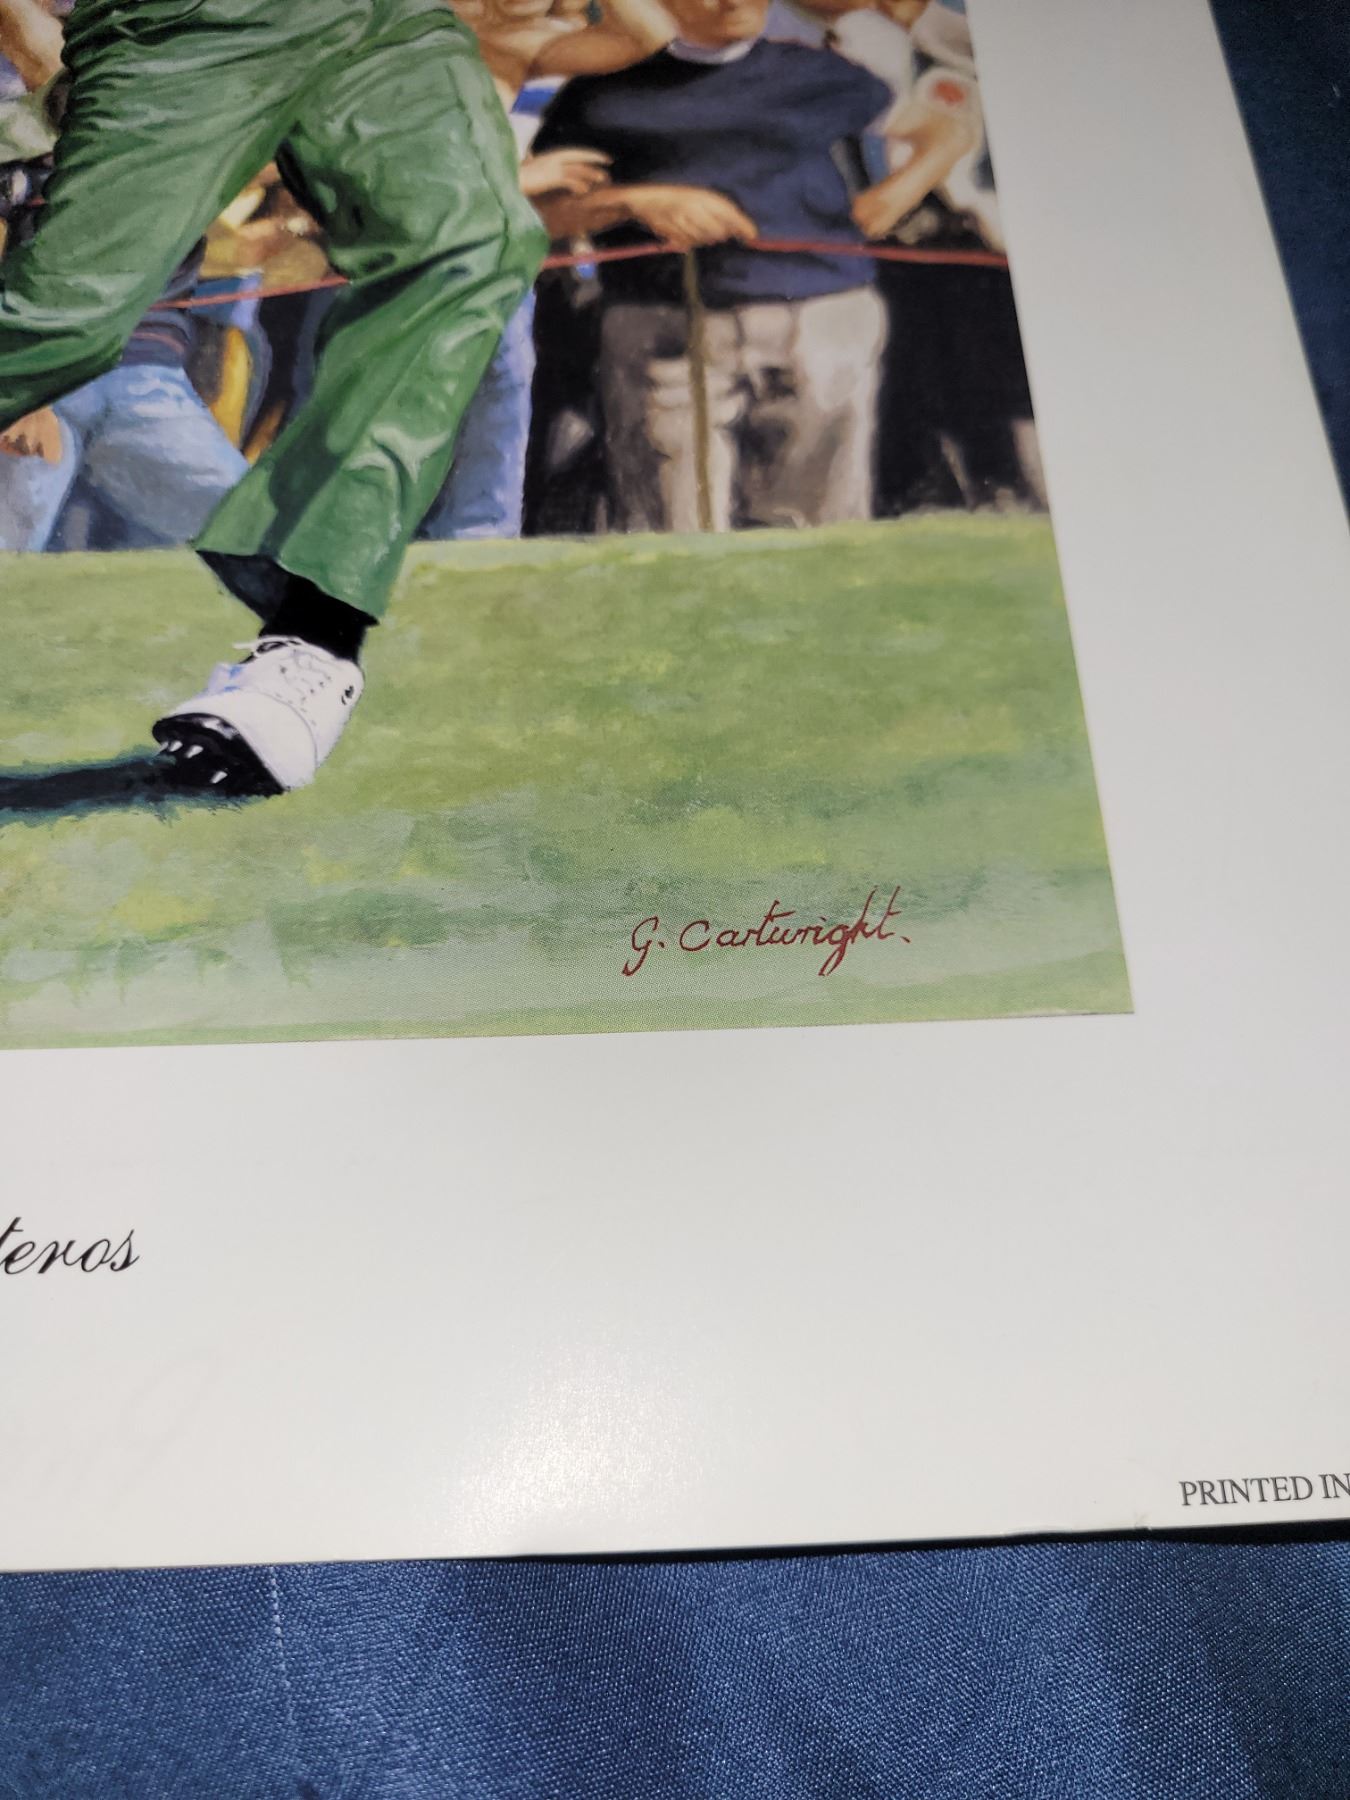 G. Cartwright.
teros
PRINTED IN